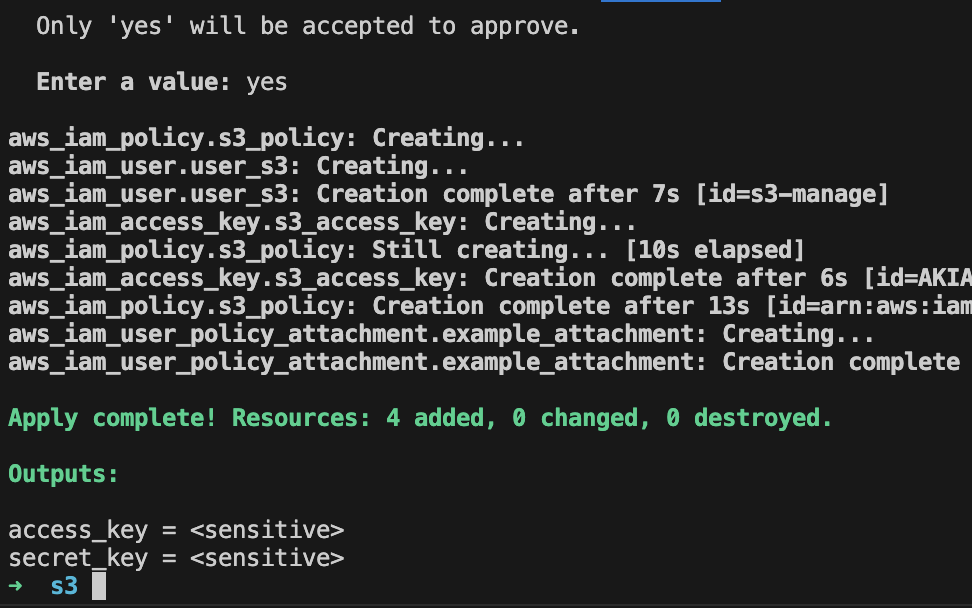 Only 'yes' will be accepted to approve.
Enter a value: yes
aws_iam_policy.s3_policy: Creating...
aws_iam_user.user_s3: Creating...
aws_iam_user.user_s3: Creation complete after 7s [id=s3-manage]
aws_iam_access_key.s3_access_key: Creating...
aws_iam_policy.s3_policy: Still creating... [10s elapsed]
aws_iam_access_key.s3_access_key: Creation complete after 6s [id=AKIA
aws_iam_policy.s3_policy: Creation complete after 13s [id=arn:aws:iam
aws_iam_user_policy_attachment.example_attachment: Creating...
aws_iam_user_policy_attachment.example_attachment: Creation complete
Apply complete! Resources: 4 added, 0 changed, 0 destroyed.
Outputs:
access_key = <sensitive>
secret_key = <sensitive>
➜ s3